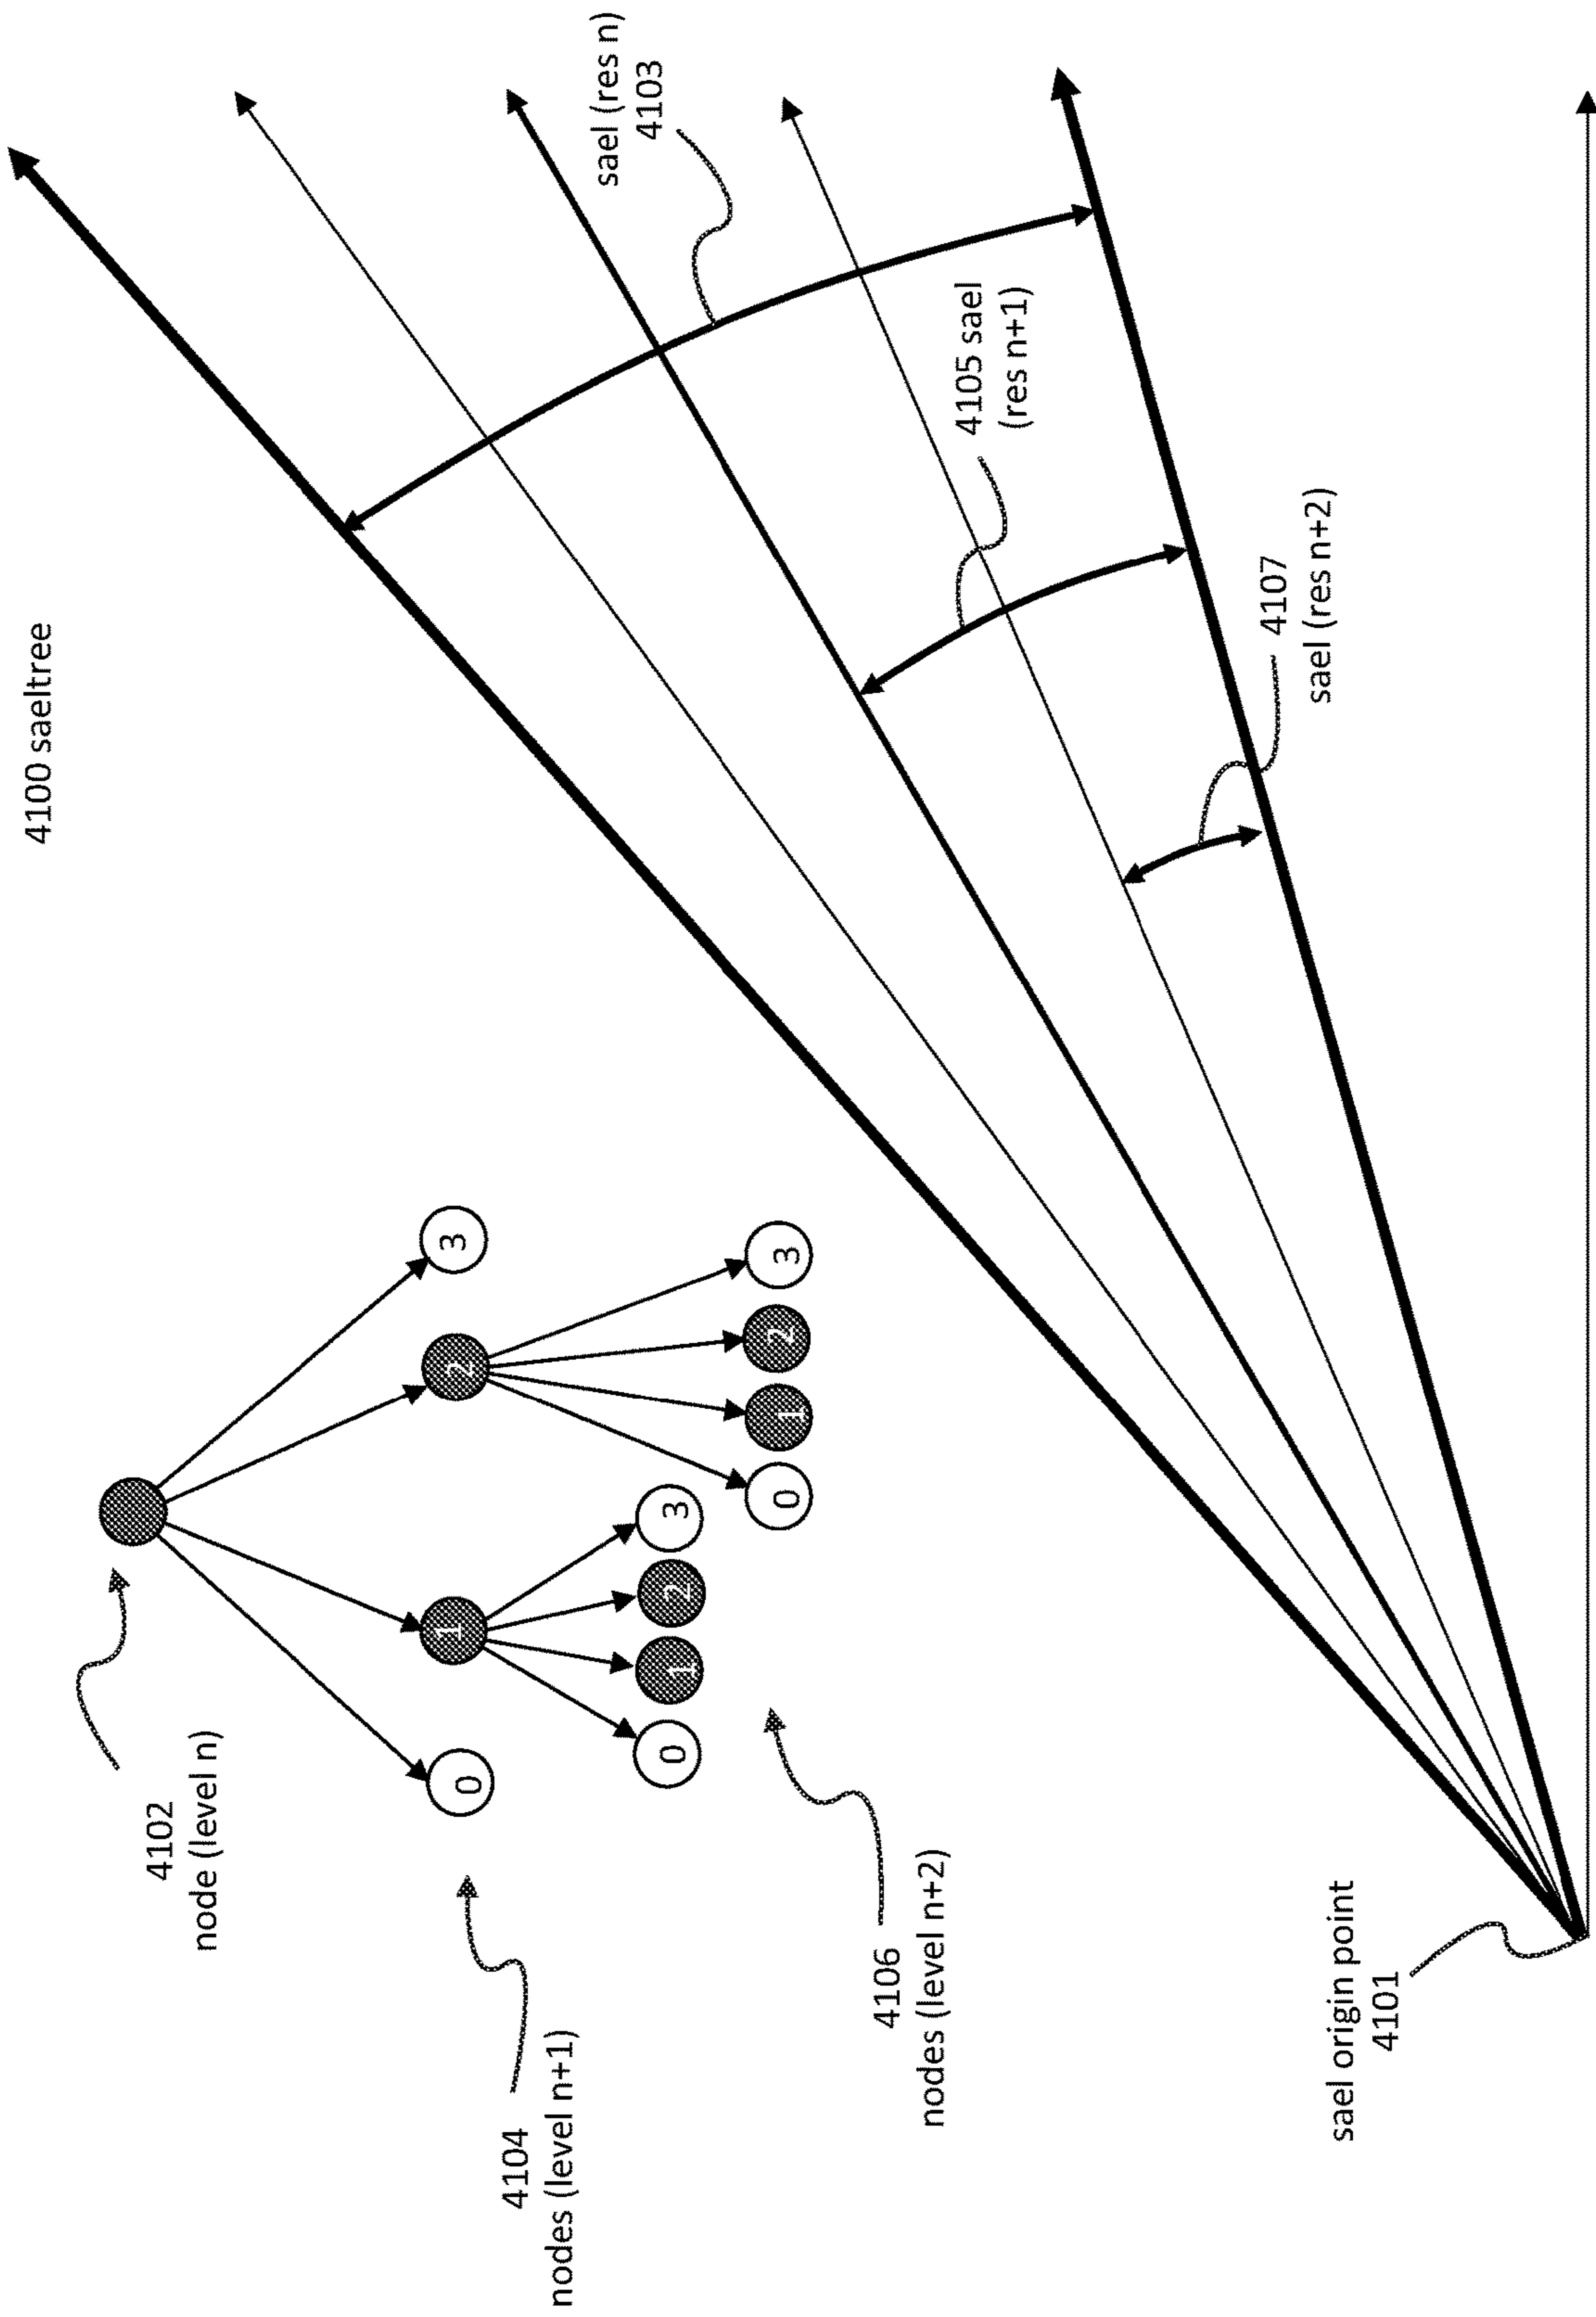 4100 saeltree
4102
node (level n)
4104
nodes (level n+1)
4106
nodes (level n+2)
0
1
2
3
0
1
2
3
0
1
2
3
sael (res n)
4103
4105 sael
(res n+1)
4107
sael (res n+2)
sael origin point
4101